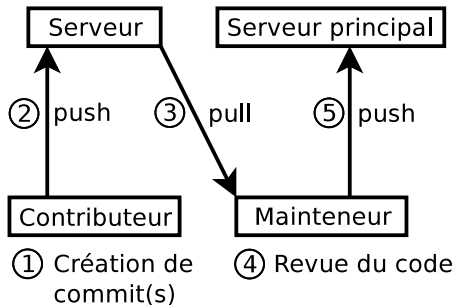 Serveur
Serveur principal
② push
③ pull
⑤ push
Contributeur
Mainteneur
① Création de
commit(s)
④ Revue du code